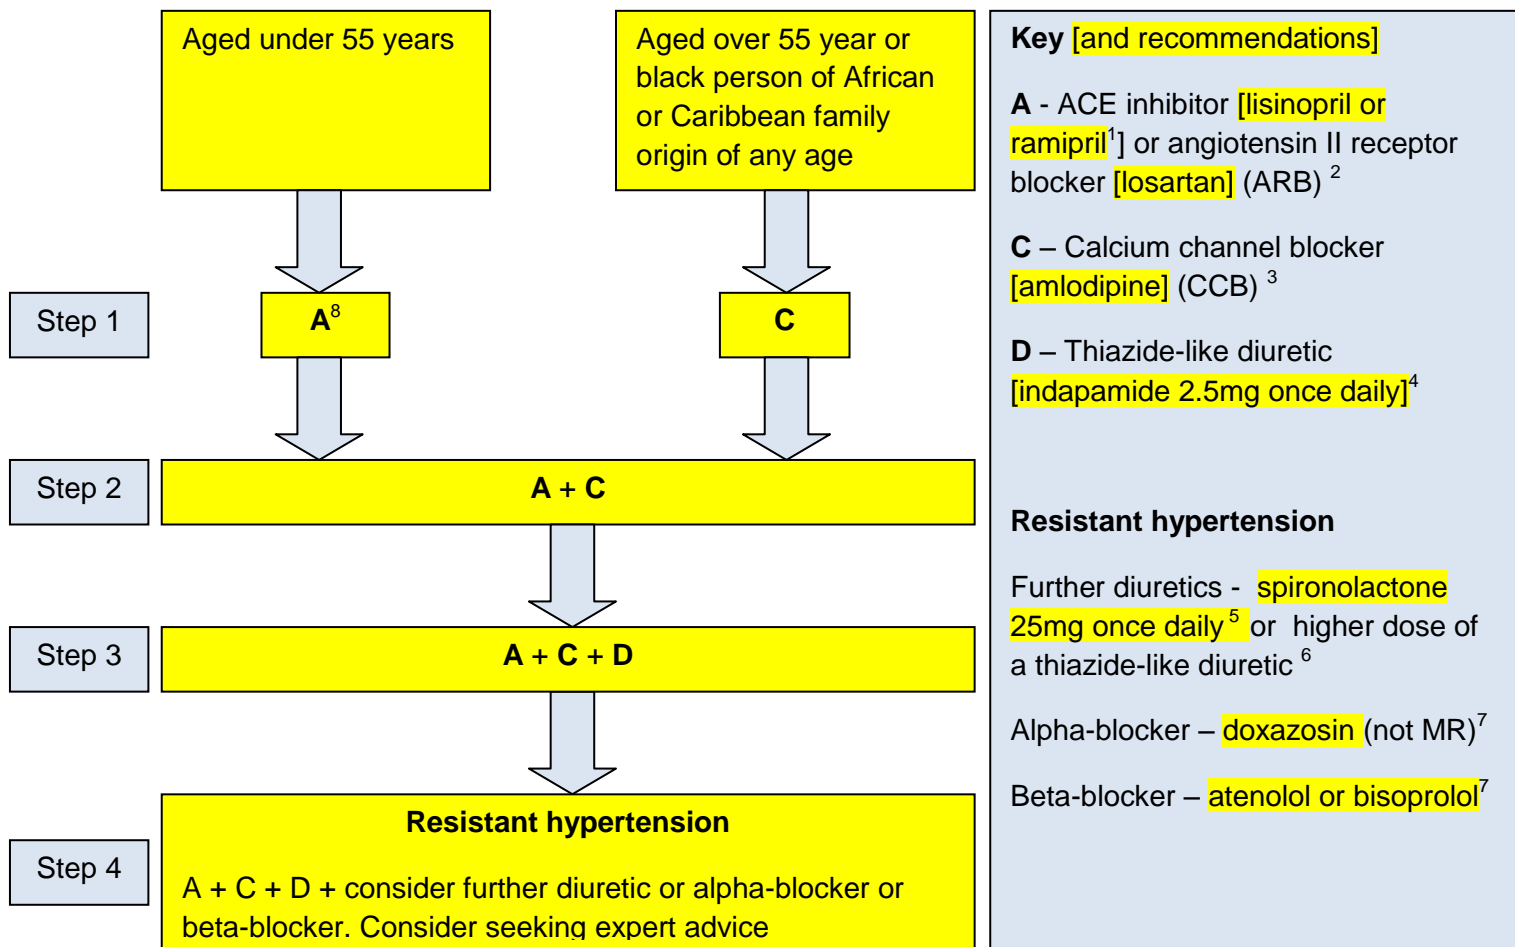 Aged under 55 years
Aged over 55 year or
black person of African
or Caribbean family
origin of any age
Step 1
A8
C
Step 2
A + C
Step 3
A + C + D
Step 4
Resistant hypertension
A + C + D + consider further diuretic or alpha-blocker or
beta-blocker. Consider seeking expert advice
Key [and recommendations]
A - ACE inhibitor [lisinopril or
ramipril1] or angiotensin II receptor
blocker [losartan] (ARB) 2
C – Calcium channel blocker
[amlodipine] (CCB) 3
D – Thiazide-like diuretic
[indapamide 2.5mg once daily]4
Resistant hypertension
Further diuretics - spironolactone
25mg once daily 5 or higher dose of
a thiazide-like diuretic 6
Alpha-blocker – doxazosin (not MR)7
Beta-blocker – atenolol or bisoprolol7